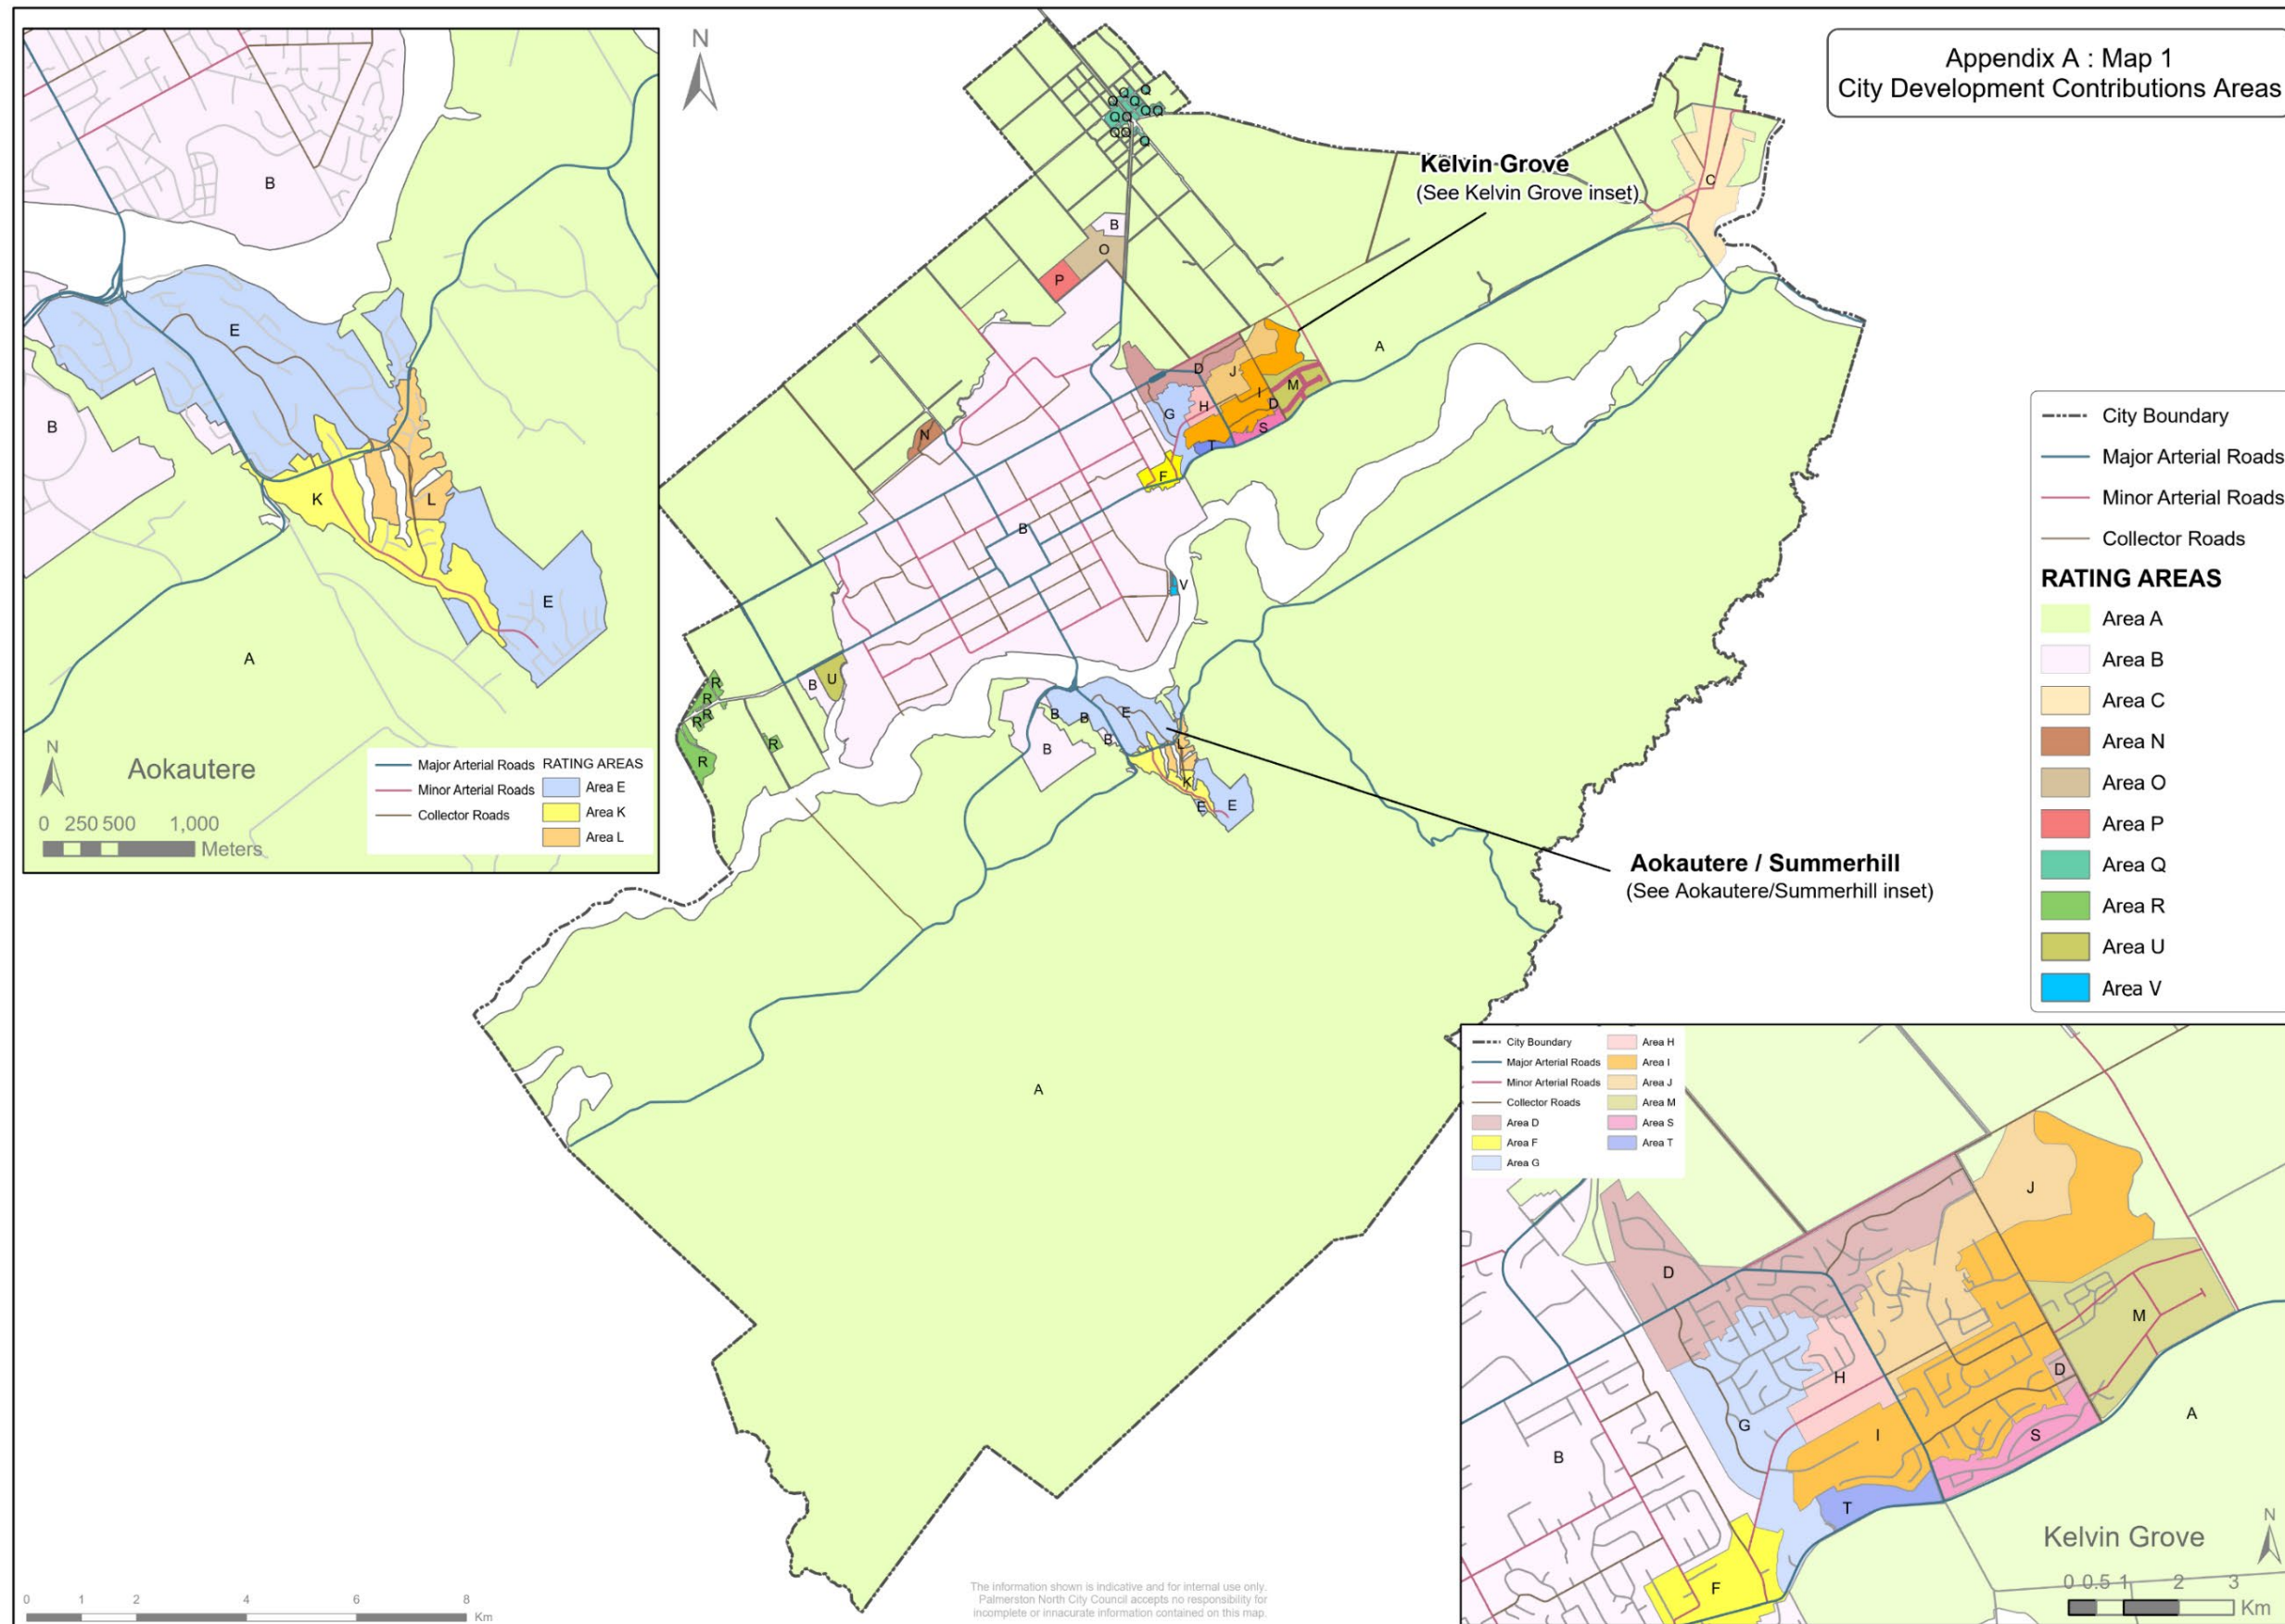 Appendix A : Map 1
City Development Contributions Areas
N
Kelvin Grove
(See Kelvin Grove inset)
Aokautere / Summerhill
(See Aokautere/Summerhill inset)
Q
Q
Q
Q
Q
Q
Q
Q
Q
Q
Q
Q
C
B
O
P
A
D
J
I
M
G
H
D
S
T
N
F
B
V
B
U
R
R
R
R
R
R
B
B
E
B
B
L
K
E
E
A
City Boundary
Major Arterial Roads
Minor Arterial Roads
Collector Roads
RATING AREAS
Area A
Area B
Area C
Area N
Area O
Area P
Area Q
Area R
Area U
Area V
B
E
B
K
L
E
A
N
Aokautere
0 250 500 1,000
Meters
Major Arterial Roads
Minor Arterial Roads
Collector Roads
RATING AREAS
Area E
Area K
Area L
City Boundary
Major Arterial Roads
Minor Arterial Roads
Collector Roads
Area D
Area F
Area G
Area H
Area I
Area J
Area M
Area S
Area T
J
D
M
H
D
G
A
I
S
B
T
F
Kelvin Grove
N
0 0.5 1 2 3
Km
0 1 2 4 6 8
Km
The information shown is indicative and for internal use only.
Palmerston North City Council accepts no responsibility for
incomplete or innacurate information contained on this map.